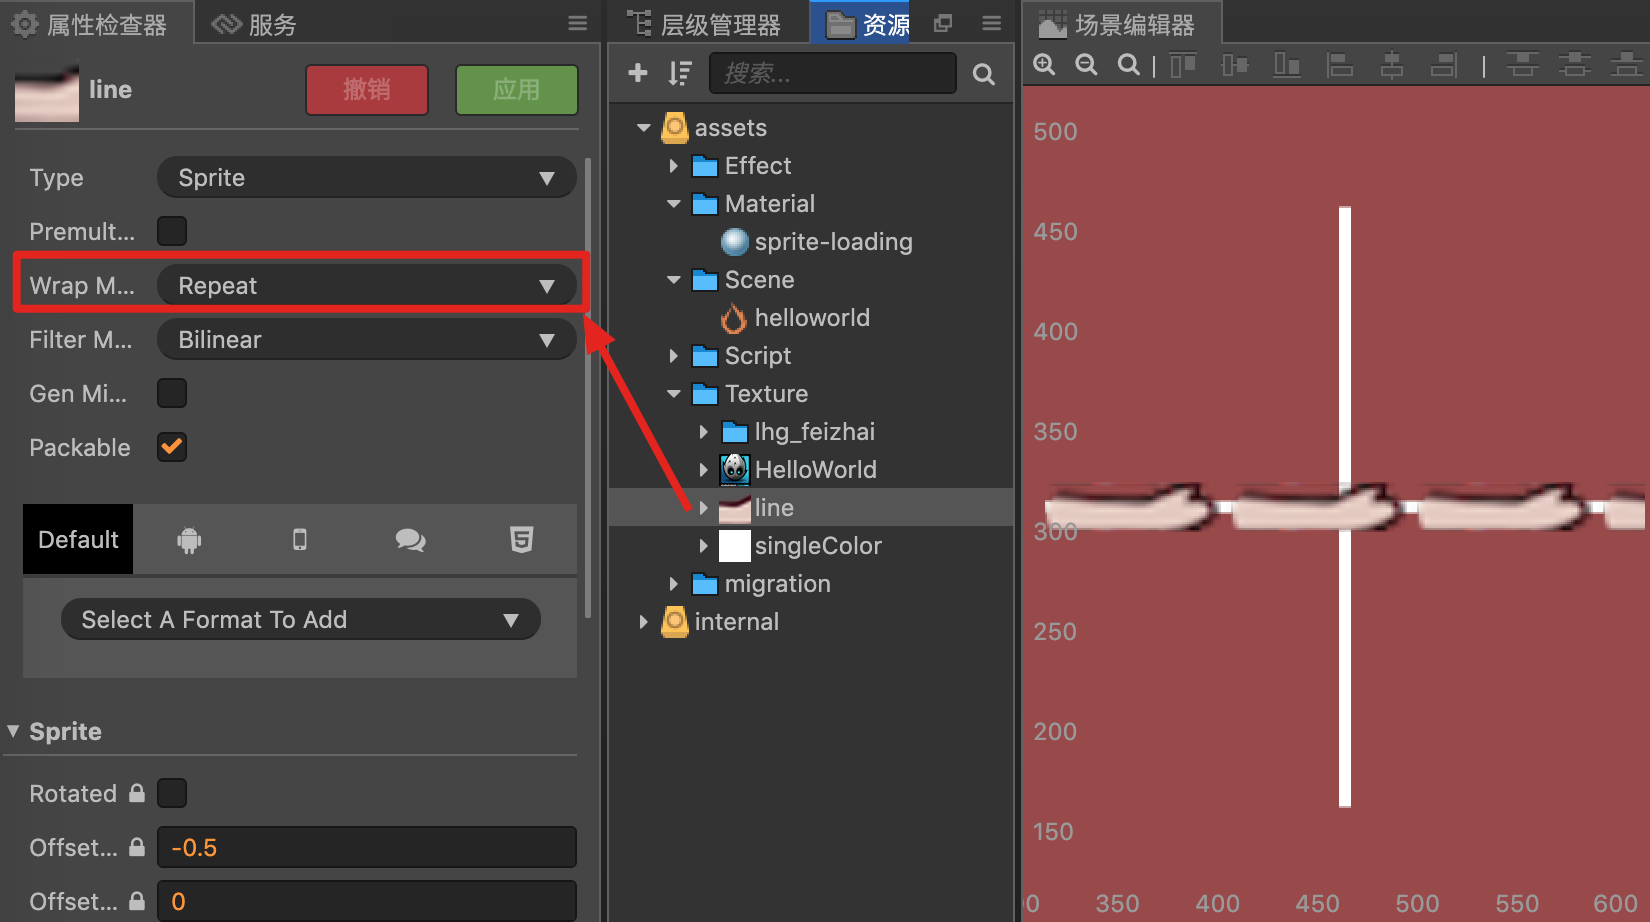 属性检查器
服务
line
撤销
应用
Type
Sprite
Premult...
Wrap M...
Repeat
Filter M...
Bilinear
Gen Mi...
Packable
Default
Select A Format To Add
Sprite
Rotated
Offset...
-0.5
Offset...
0
层级管理器
资源
搜索...
assets
Effect
Material
sprite-loading
Scene
helloworld
Script
Texture
lhg_feizhai
HelloWorld
line
singleColor
migration
internal
场景编辑器
500
450
400
350
300
250
200
150
0 350 400 450 500 550 600